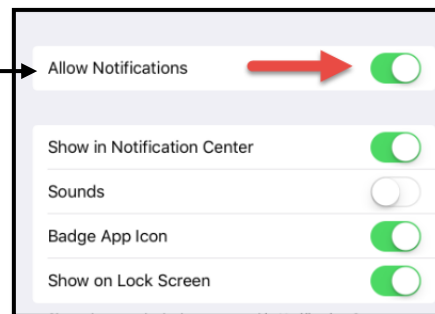 Allow Notifications
Show in Notification Center
Sounds
Badge App Icon
Show on Lock Screen